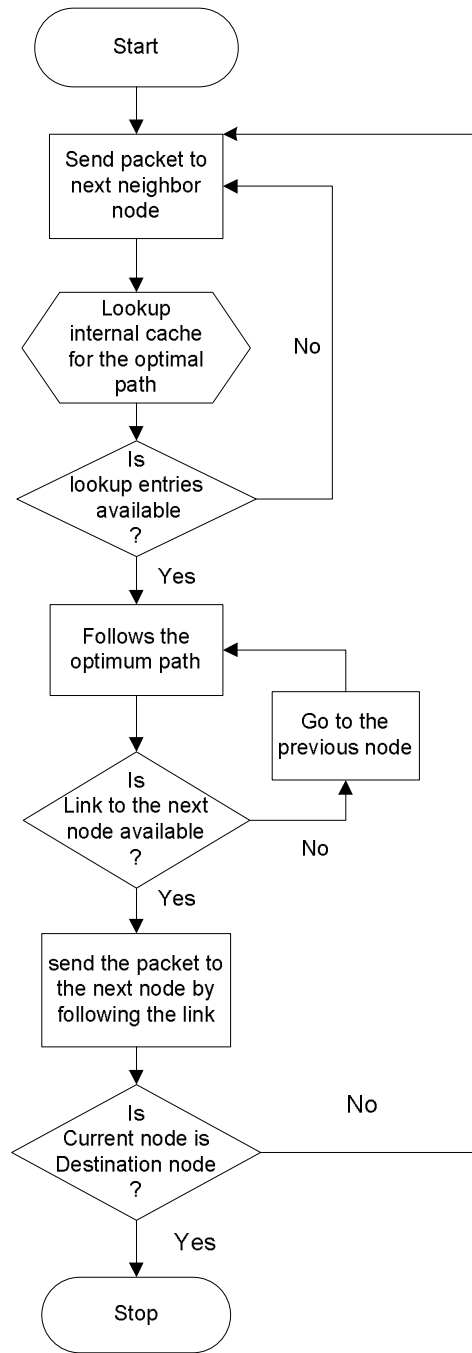 Start
Send packet to
next neighbor
node
Lookup
internal cache
for the optimal
path
No
Is
lookup entries
available
?
Yes
Follows the
optimum path
Go to the
previous node
Is
Link to the next
node available
?
No
Yes
send the packet to
the next node by
following the link
No
Is
Current node is
Destination node
?
Yes
Stop